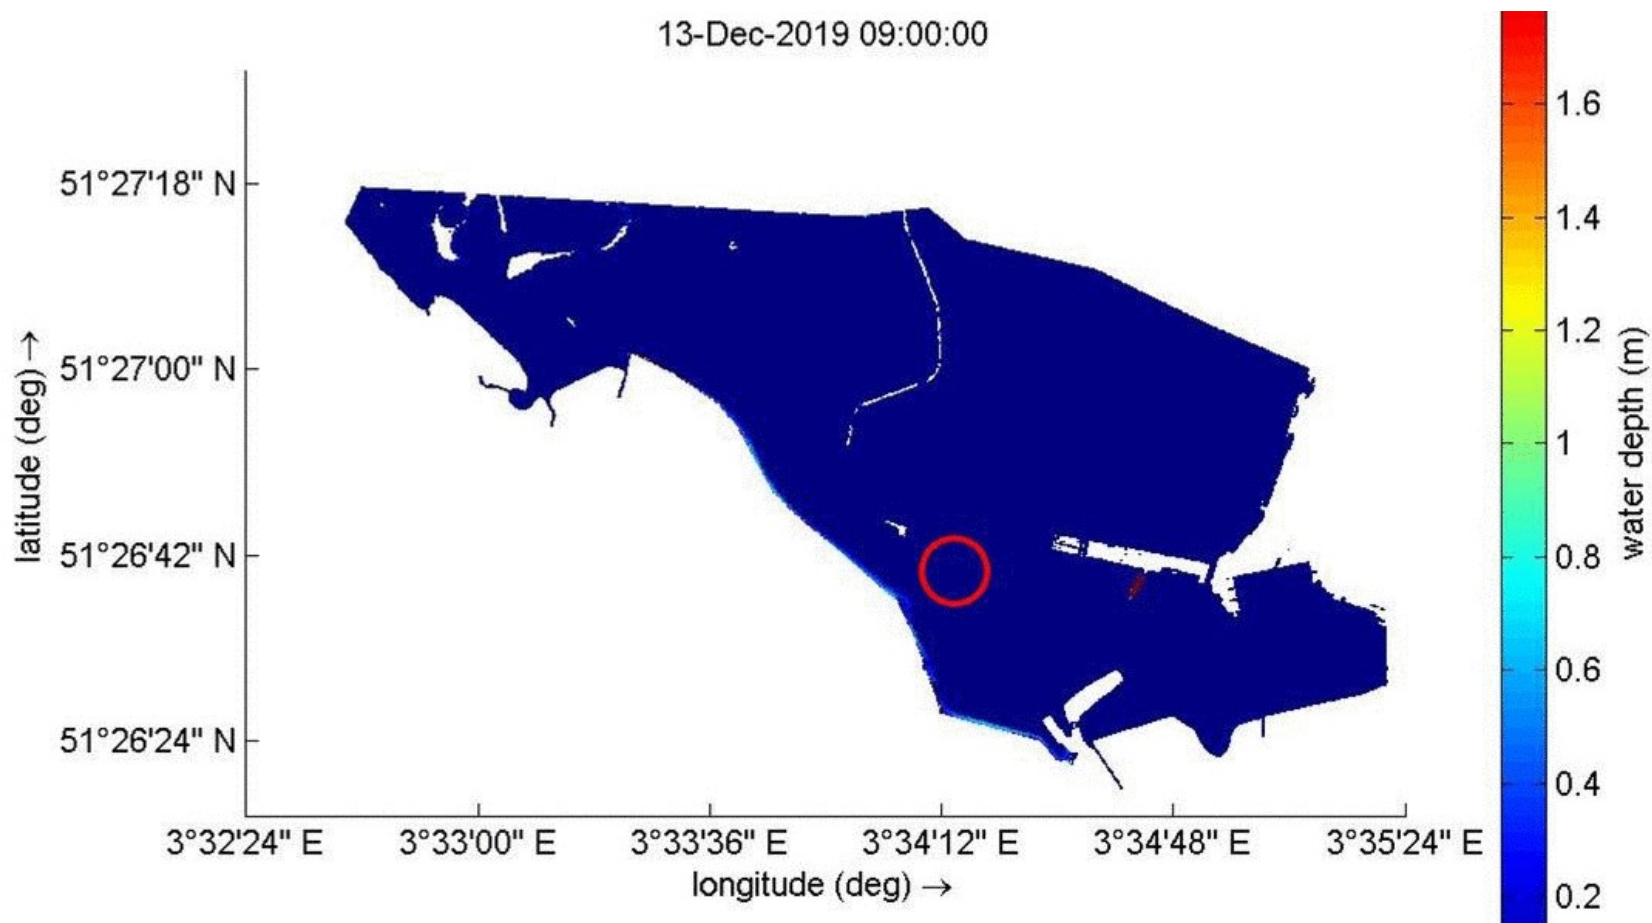 13-Dec-2019 09:00:00
51°27'18" N
51°27'00" N
51°26'42" N
51°26'24" N
latitude (deg) →
3°32'24" E
3°33'00" E
3°33'36" E
3°34'12" E
3°34'48" E
3°35'24" E
longitude (deg) →
1.6
1.4
1.2
1
0.8
0.6
0.4
0.2
water depth (m)